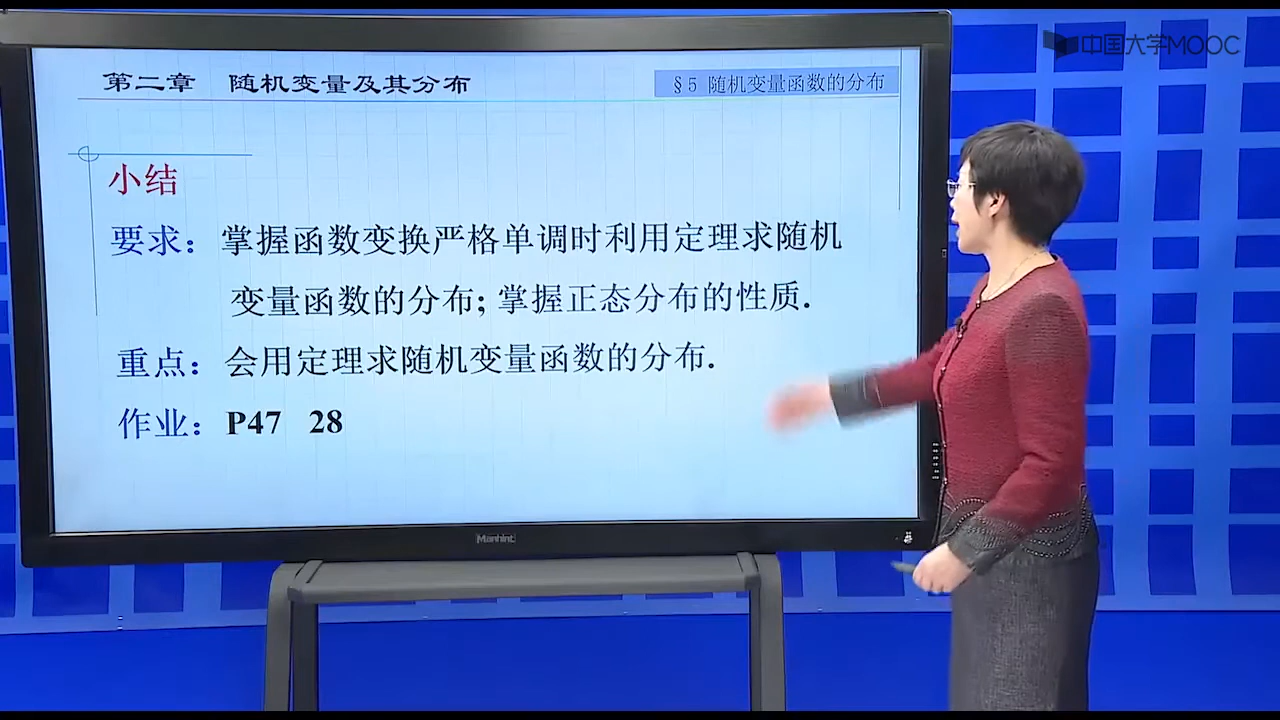 中国大学MOOC
第二章 随机变量及其分布
§5 随机变量函数的分布
小结
要求：掌握函数变换严格单调时利用定理求随机
变量函数的分布；掌握正态分布的性质.
重点：会用定理求随机变量函数的分布.
作业：P47 28